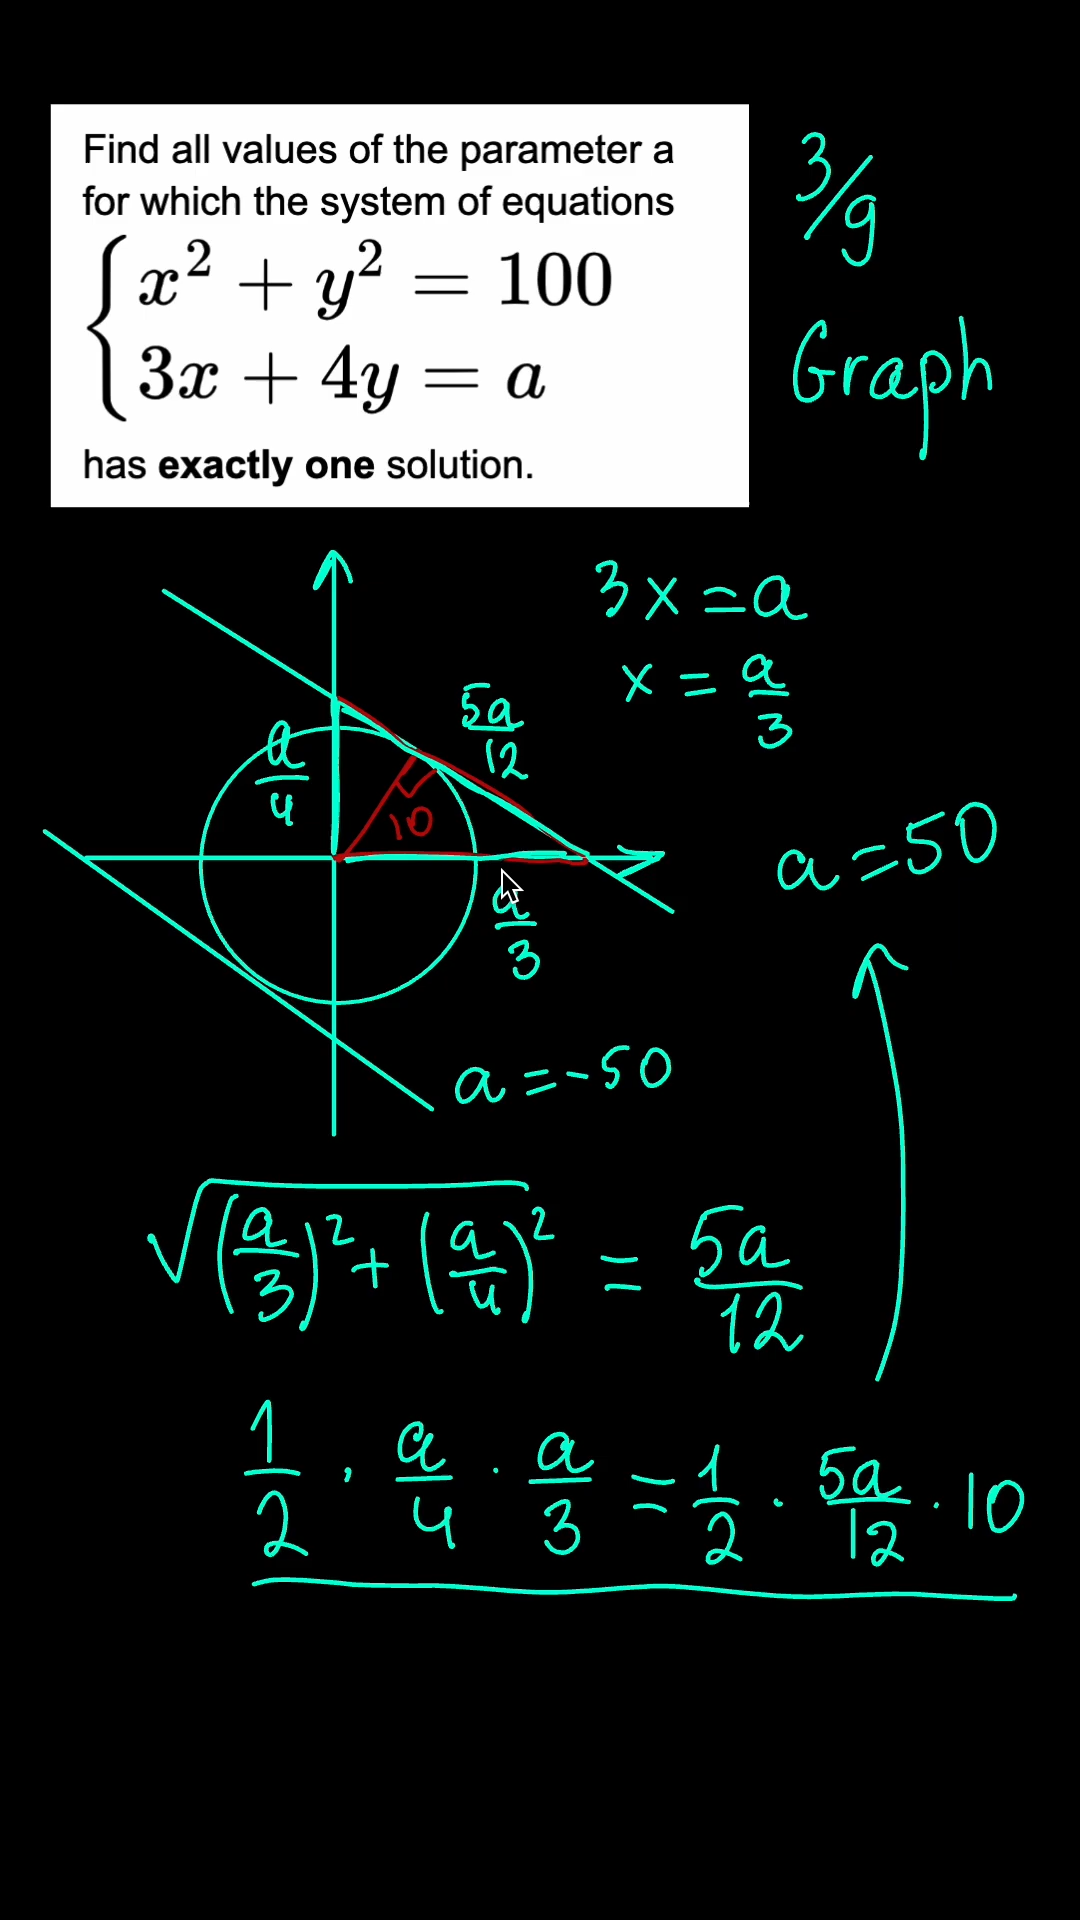 Find all values of the parameter a
for which the system of equations
x² + y² = 100
3x + 4y = a
has exactly one solution.
3/g
Graph
3x = a
x = a/3
5a/12
a/4
10
a/3
a = 50
a = -50
√((a/3)² + (a/4)²) = 5a/12
1/2 · a/4 · a/3 = 1/2 · 5a/12 · 10